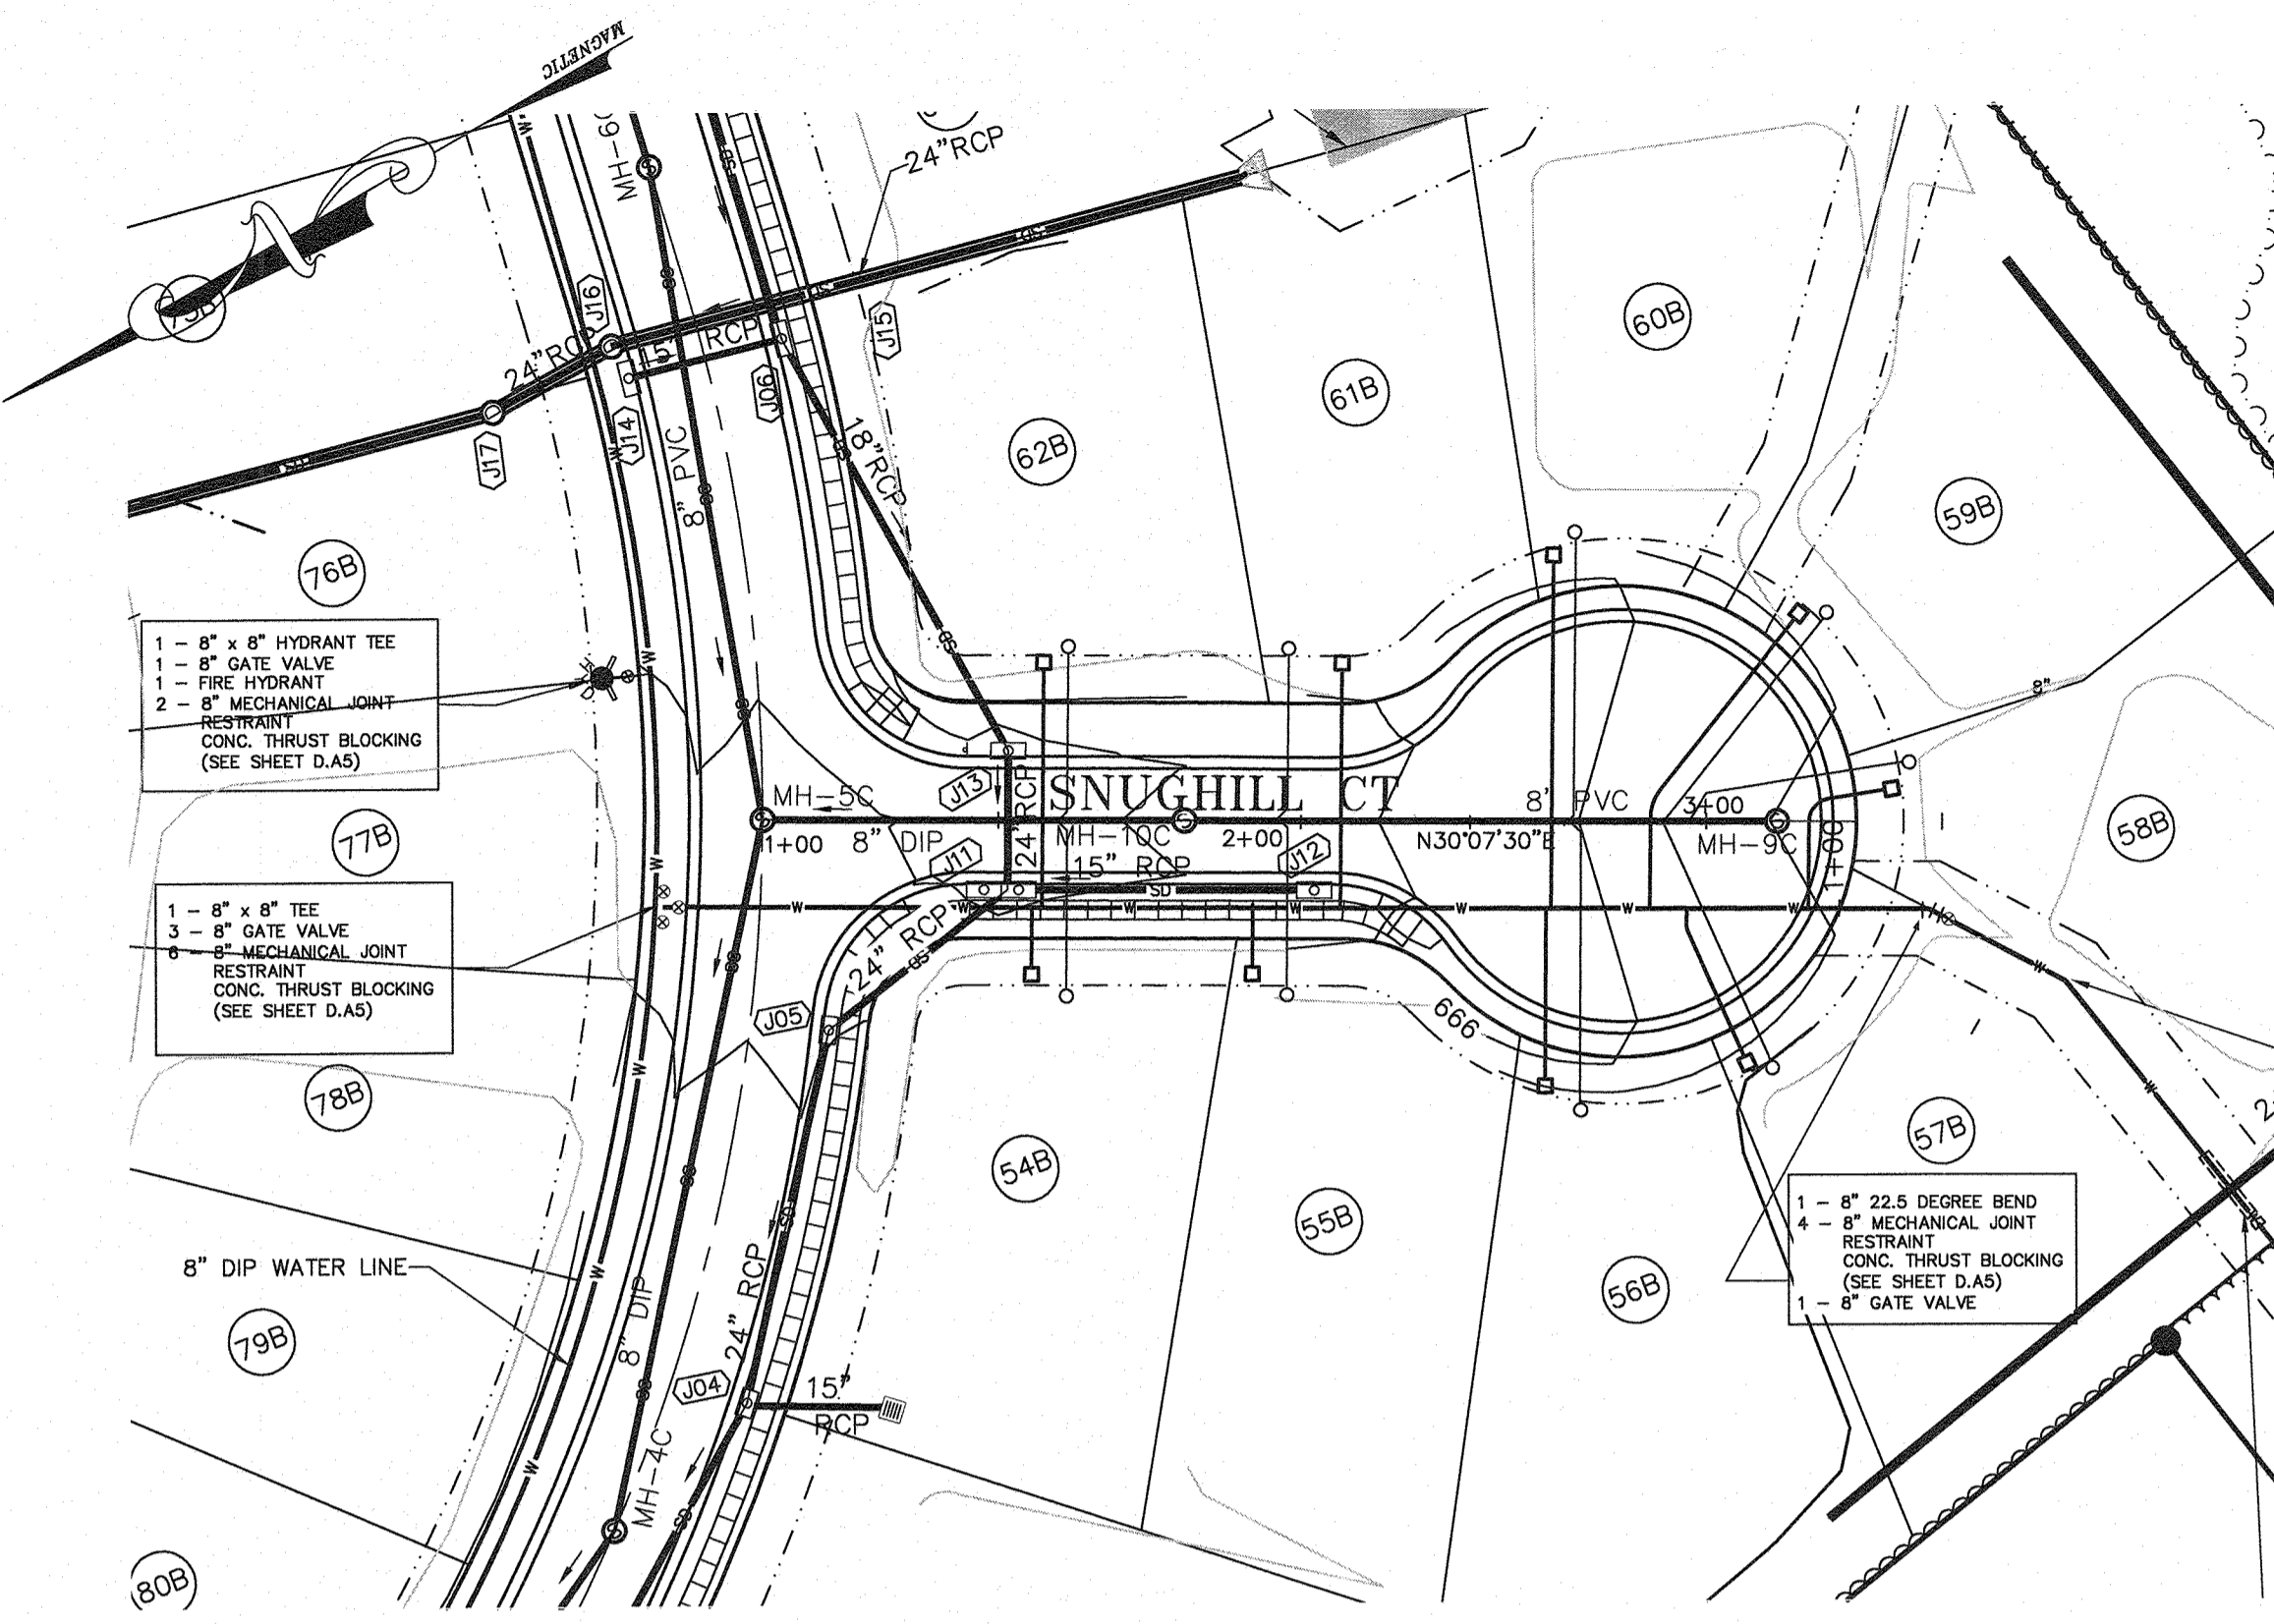 MAGNETIC
MH-6C
24"RCP
73B
J16
J15
24"RCP
15"
RCP
J06
J14
J17
18"RCP
8" PVC
62B
61B
60B
59B
76B
1 - 8" x 8" HYDRANT TEE
1 - 8" GATE VALVE
1 - FIRE HYDRANT
2 - 8" MECHANICAL JOINT
RESTRAINT
CONC. THRUST BLOCKING
(SEE SHEET D.A5)
8"
J13
24" RCP
SNUGHILL CT
MH-5C
8' PVC
3+00
1+00
8" DIP
MH-10C
2+00
N30°07'30"E
MH-9C
1+00
58B
77B
J11
15" RCP
J12
SD
1 - 8" x 8" TEE
3 - 8" GATE VALVE
6 - 8" MECHANICAL JOINT
RESTRAINT
CONC. THRUST BLOCKING
(SEE SHEET D.A5)
24" RCP
J05
666
78B
54B
55B
56B
57B
1 - 8" 22.5 DEGREE BEND
4 - 8" MECHANICAL JOINT
RESTRAINT
CONC. THRUST BLOCKING
(SEE SHEET D.A5)
1 - 8" GATE VALVE
8" DIP WATER LINE
79B
8" DIP
24" RCP
J04
15"
RCP
MH-4C
80B